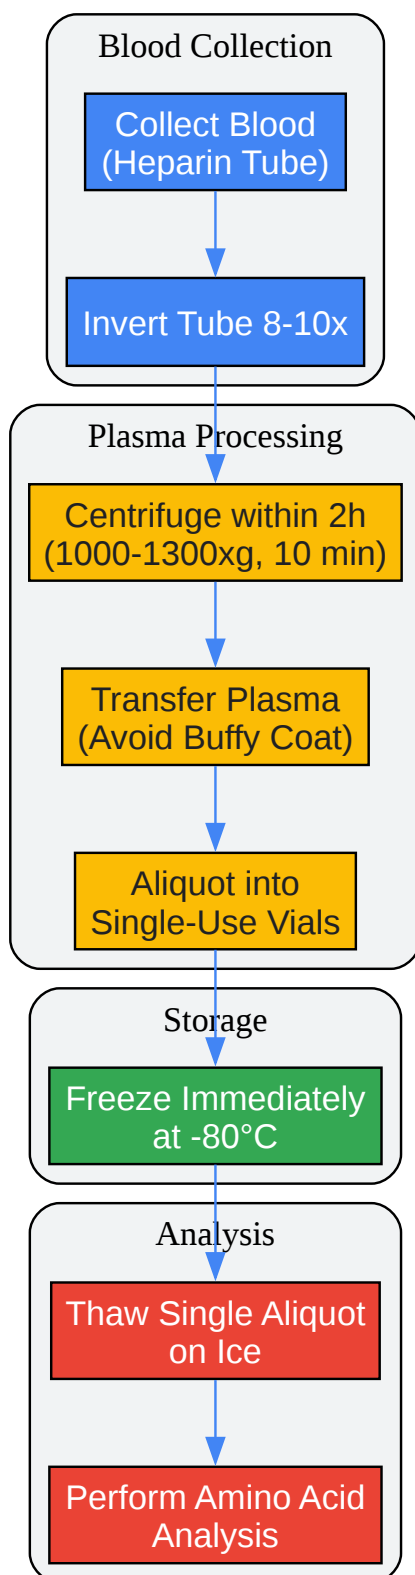 Blood Collection
Collect Blood
(Heparin Tube)
Invert Tube 8-10x
Plasma Processing
Centrifuge within 2h
(1000-1300xg, 10 min)
Transfer Plasma
(Avoid Buffy Coat)
Aliquot into
Single-Use Vials
Storage
Freeze Immediately
at -80°C
Analysis
Thaw Single Aliquot
on Ice
Perform Amino Acid
Analysis